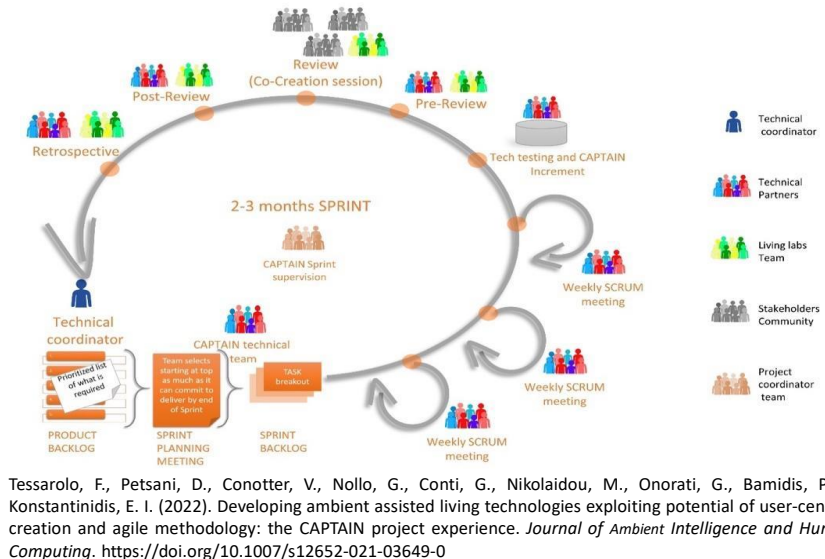 Review
(Co-Creation session)
Post-Review
Pre-Review
Retrospective
Tech testing and CAPTAIN
Increment
2-3 months SPRINT
CAPTAIN Sprint
supervision
Weekly SCRUM
meeting
Weekly SCRUM
meeting
Weekly SCRUM
meeting
Technical
coordinator
CAPTAIN technical
team
Prioritized list
of what is
required
Team selects
starting at top
as much as it
can commit to
deliver by end
of Sprint
TASK
breakout
PRODUCT
BACKLOG
SPRINT
PLANNING
MEETING
SPRINT
BACKLOG
Technical
coordinator
Technical
Partners
Living labs
Team
Stakeholders
Community
Project
coordinator
team
Tessarolo, F., Petsani, D., Conotter, V., Nollo, G., Conti, G., Nikolaidou, M., Onorati, G., Bamidis, P
Konstantinidis, E. I. (2022). Developing ambient assisted living technologies exploiting potential of user-cen
creation and agile methodology: the CAPTAIN project experience. Journal of Ambient Intelligence and Hu
Computing. https://doi.org/10.1007/s12652-021-03649-0